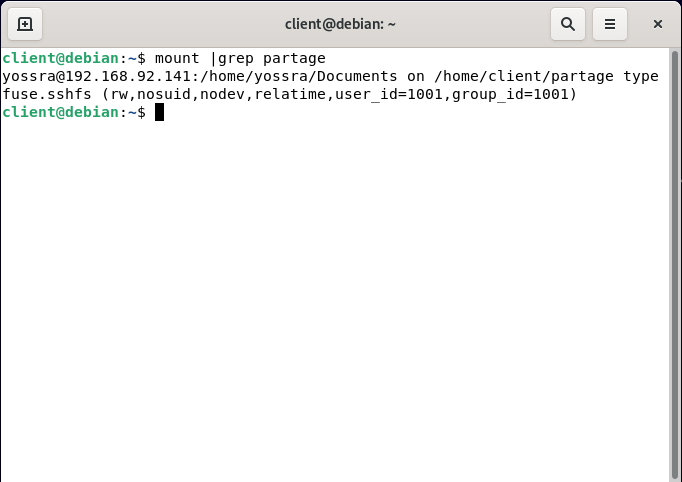 client@debian: ~
client@debian:~$ mount |grep partage
yossra@192.168.92.141:/home/yossra/Documents on /home/client/partage type
fuse.sshfs (rw,nosuid,nodev,relatime,user_id=1001,group_id=1001)
client@debian:~$